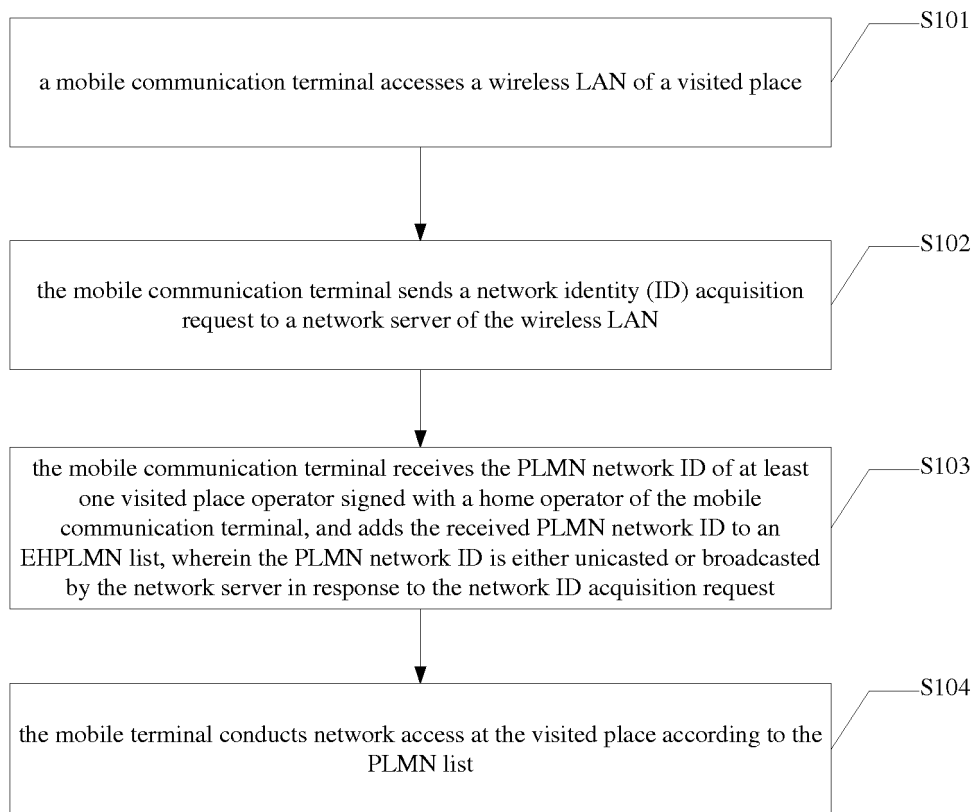 S101
a mobile communication terminal accesses a wireless LAN of a visited place
S102
the mobile communication terminal sends a network identity (ID) acquisition
request to a network server of the wireless LAN
S103
the mobile communication terminal receives the PLMN network ID of at least
one visited place operator signed with a home operator of the mobile
communication terminal, and adds the received PLMN network ID to an
EHPLMN list, wherein the PLMN network ID is either unicasted or broadcasted
by the network server in response to the network ID acquisition request
S104
the mobile terminal conducts network access at the visited place according to the
PLMN list